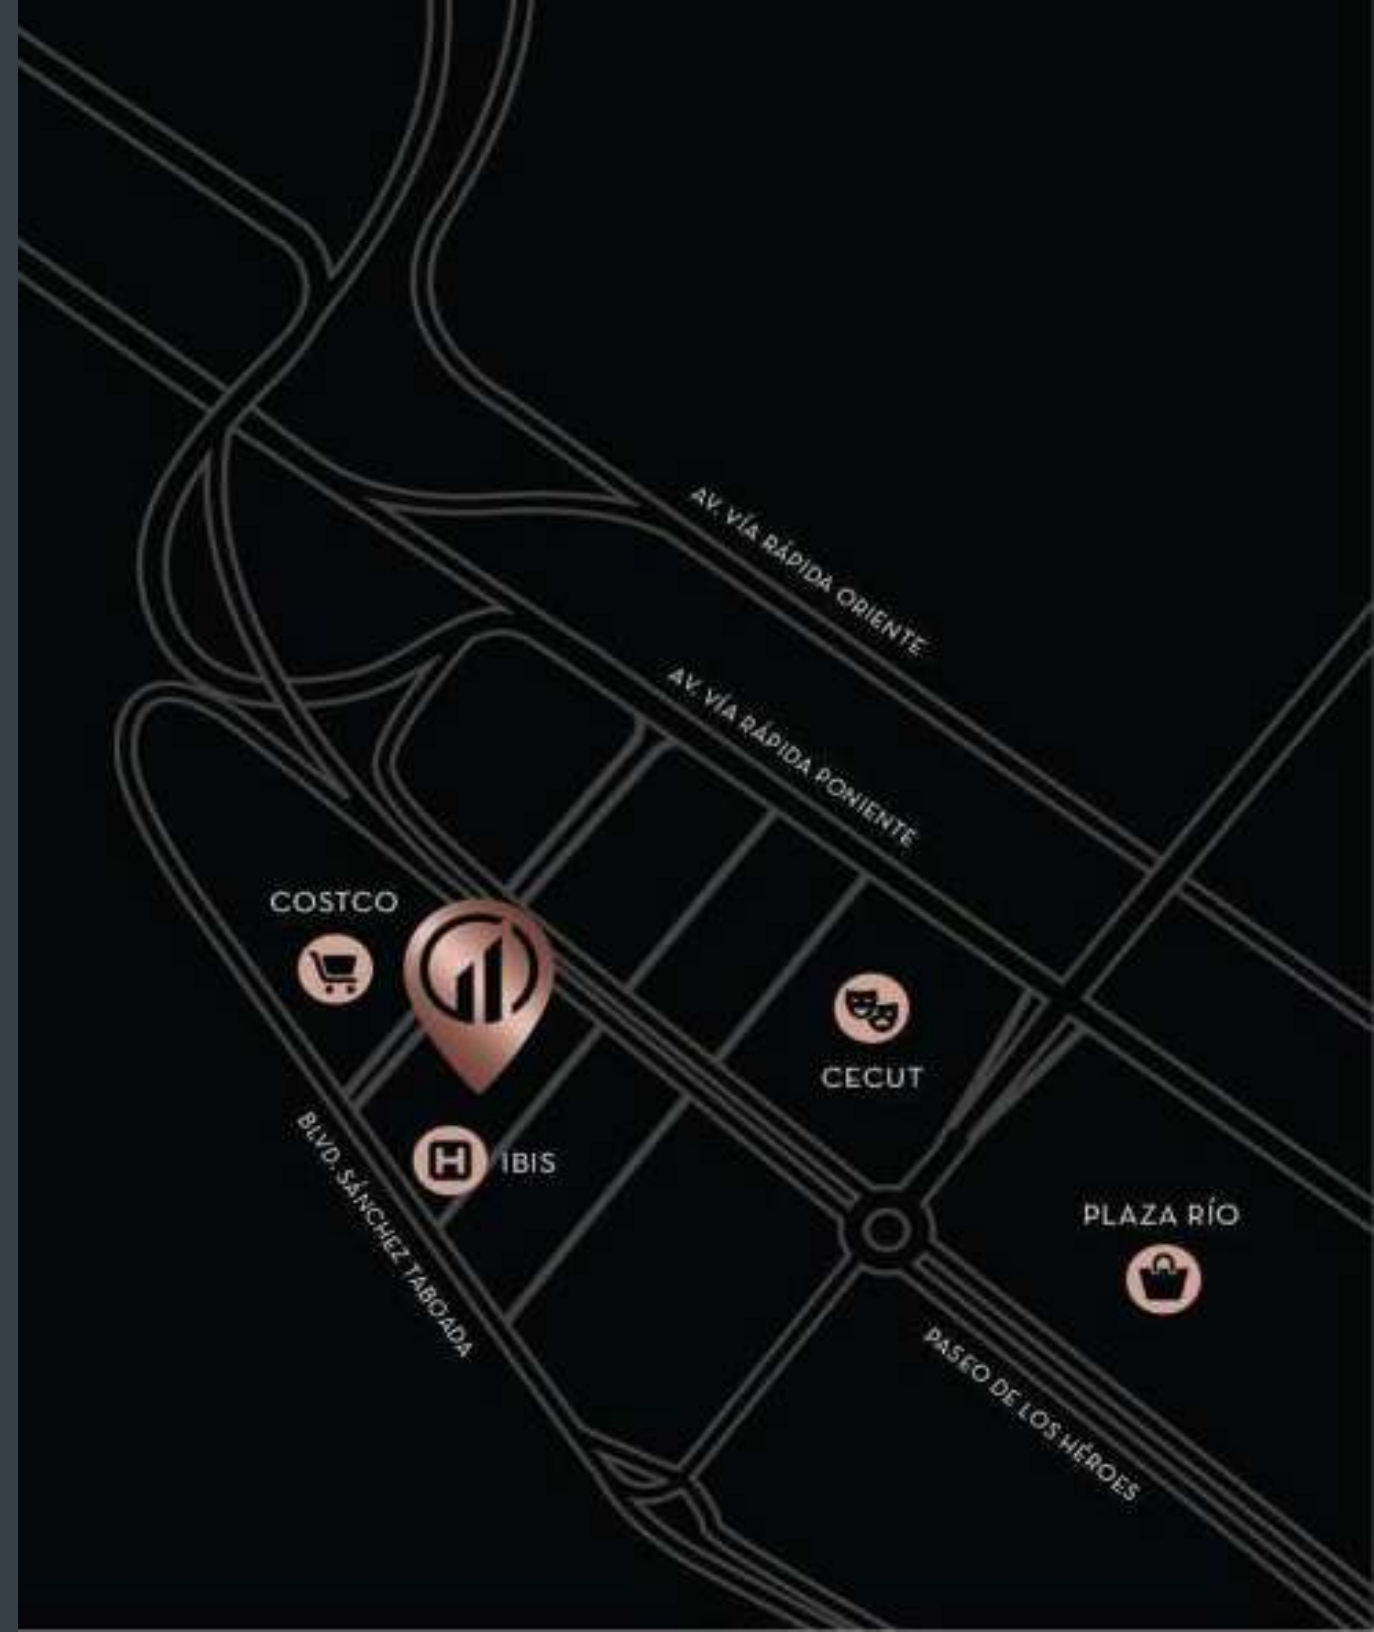 AV. VÍA RÁPIDA ORIENTE
AV. VÍA RÁPIDA PONIENTE
COSTCO
CECUT
BLVD. SÁNCHEZ TABOADA
H IBIS
PLAZA RÍO
PASEO DE LOS HÉROES